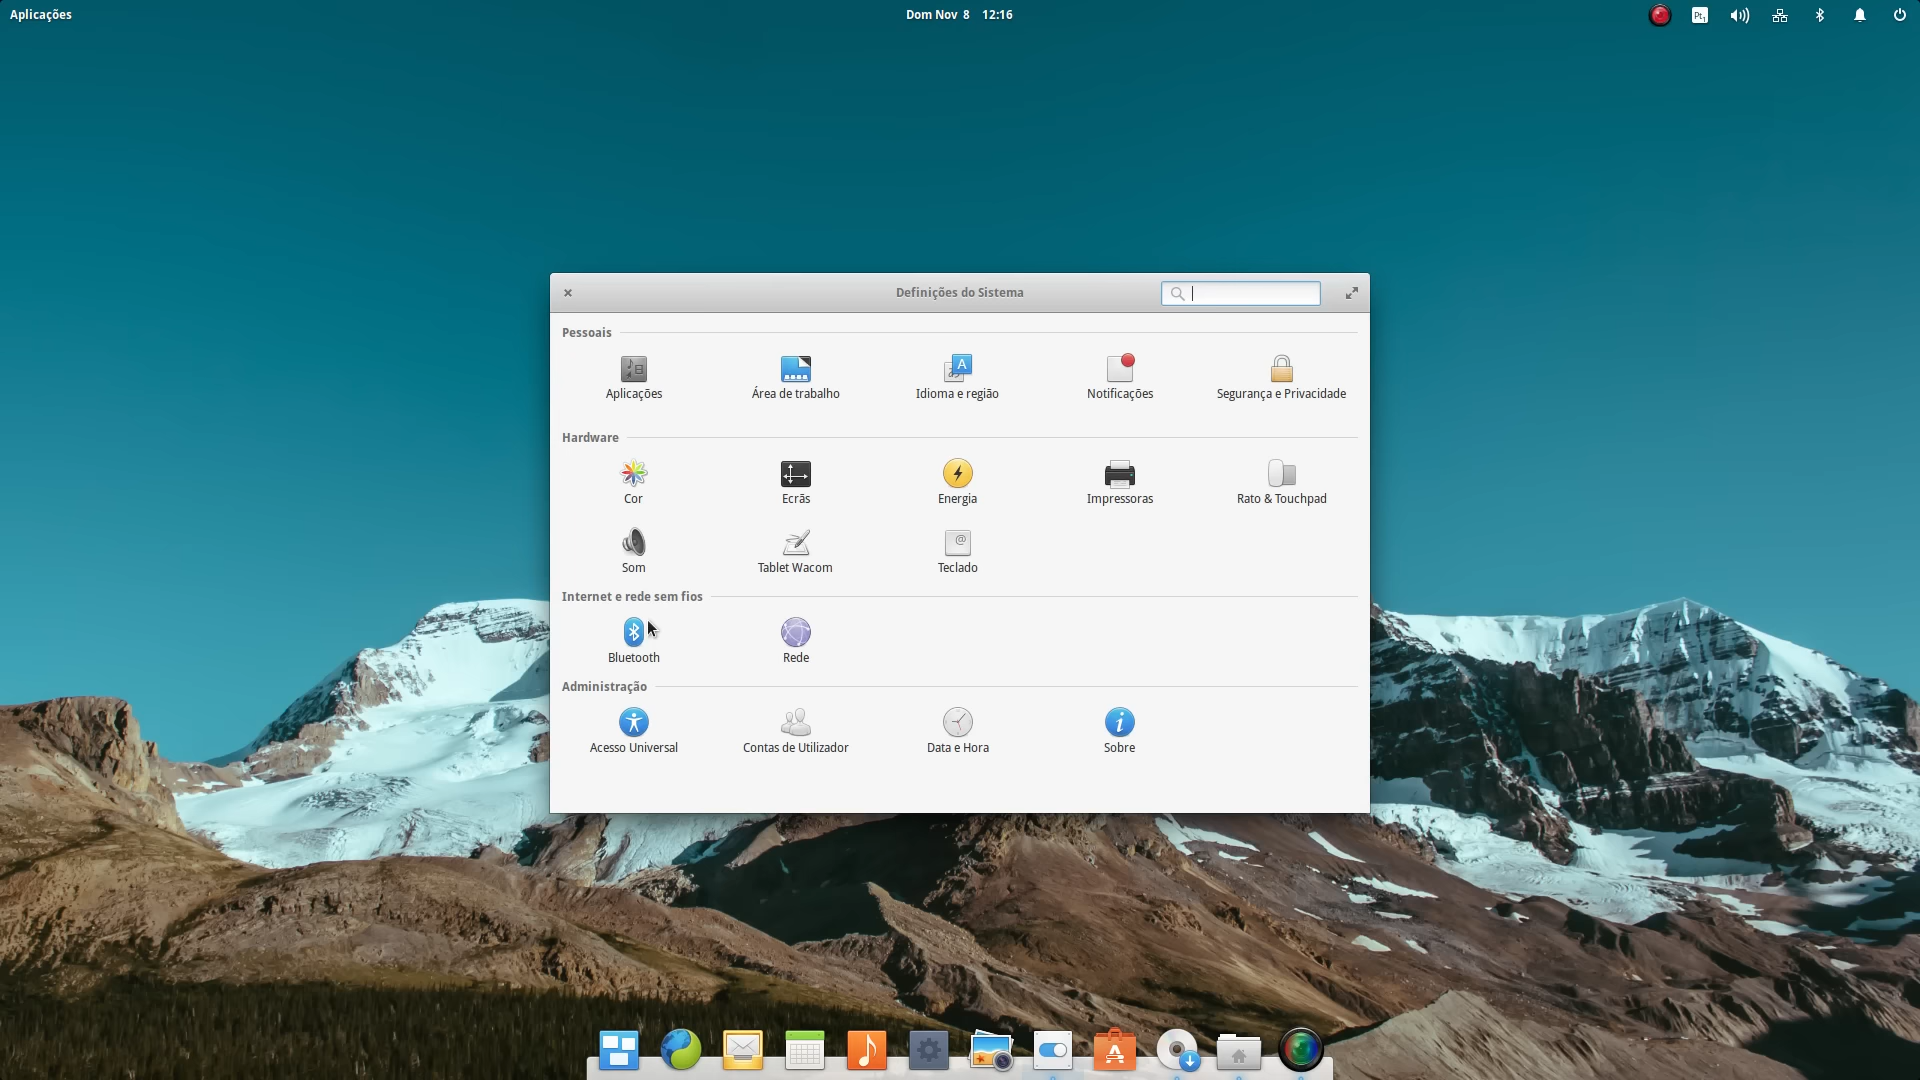 Aplicações
Dom Nov 8 12:16
Pt1
Definições do Sistema
Pessoais
Aplicações
Área de trabalho
Idioma e região
Notificações
Segurança e Privacidade
Hardware
Cor
Ecrãs
Energia
Impressoras
Rato & Touchpad
Som
Tablet Wacom
Teclado
Internet e rede sem fios
Bluetooth
Rede
Administração
Acesso Universal
Contas de Utilizador
Data e Hora
Sobre